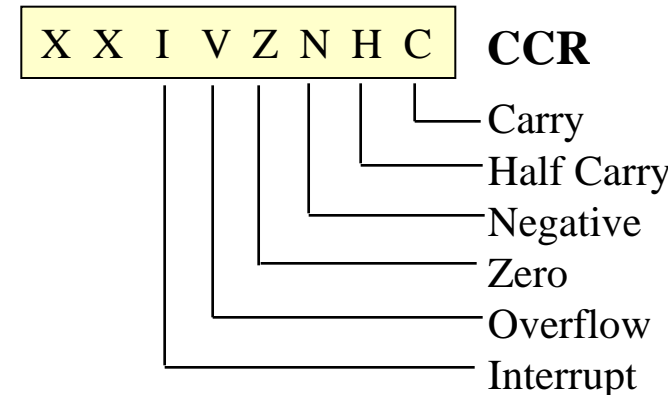 X X I V Z N H C CCR
Carry
Half Carry
Negative
Zero
Overflow
Interrupt